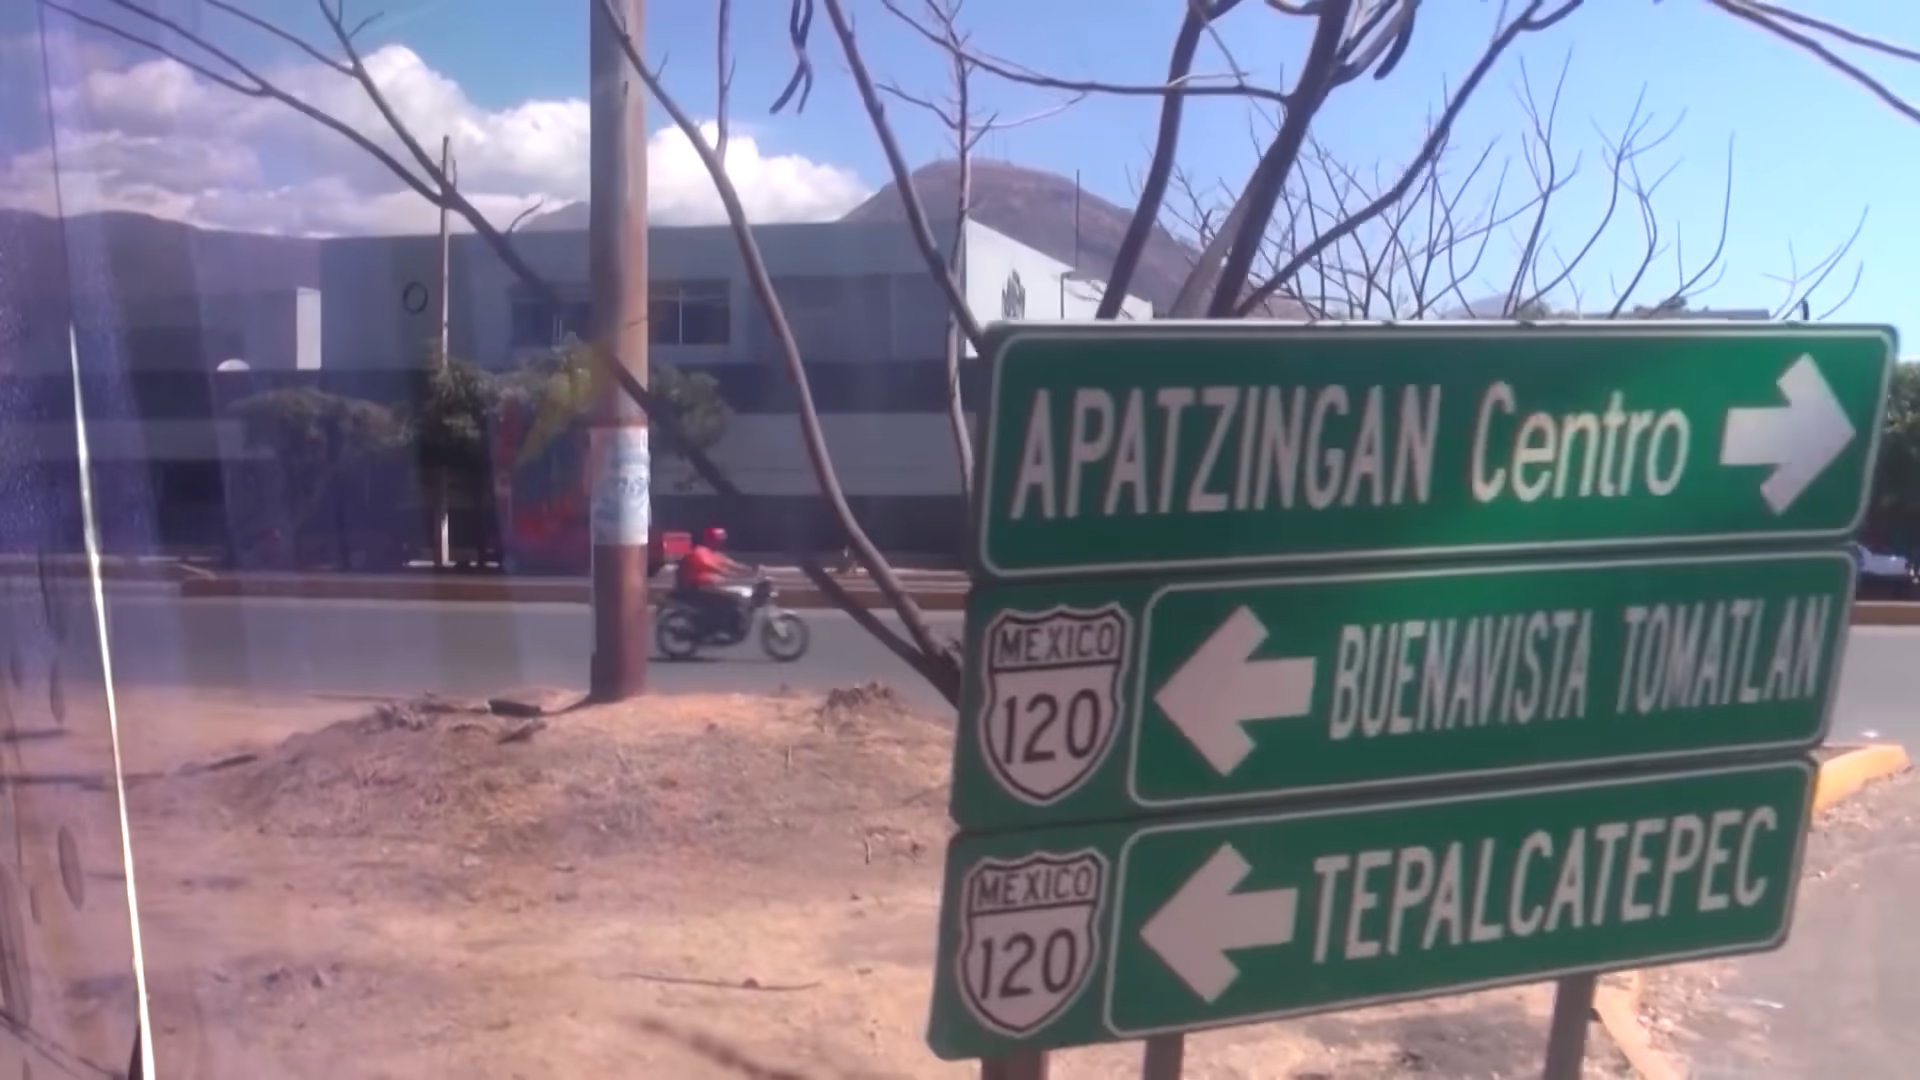 APATZINGAN Centro
MEXICO
120
BUENAVISTA TOMATLAN
MEXICO
120
TEPALCATEPEC